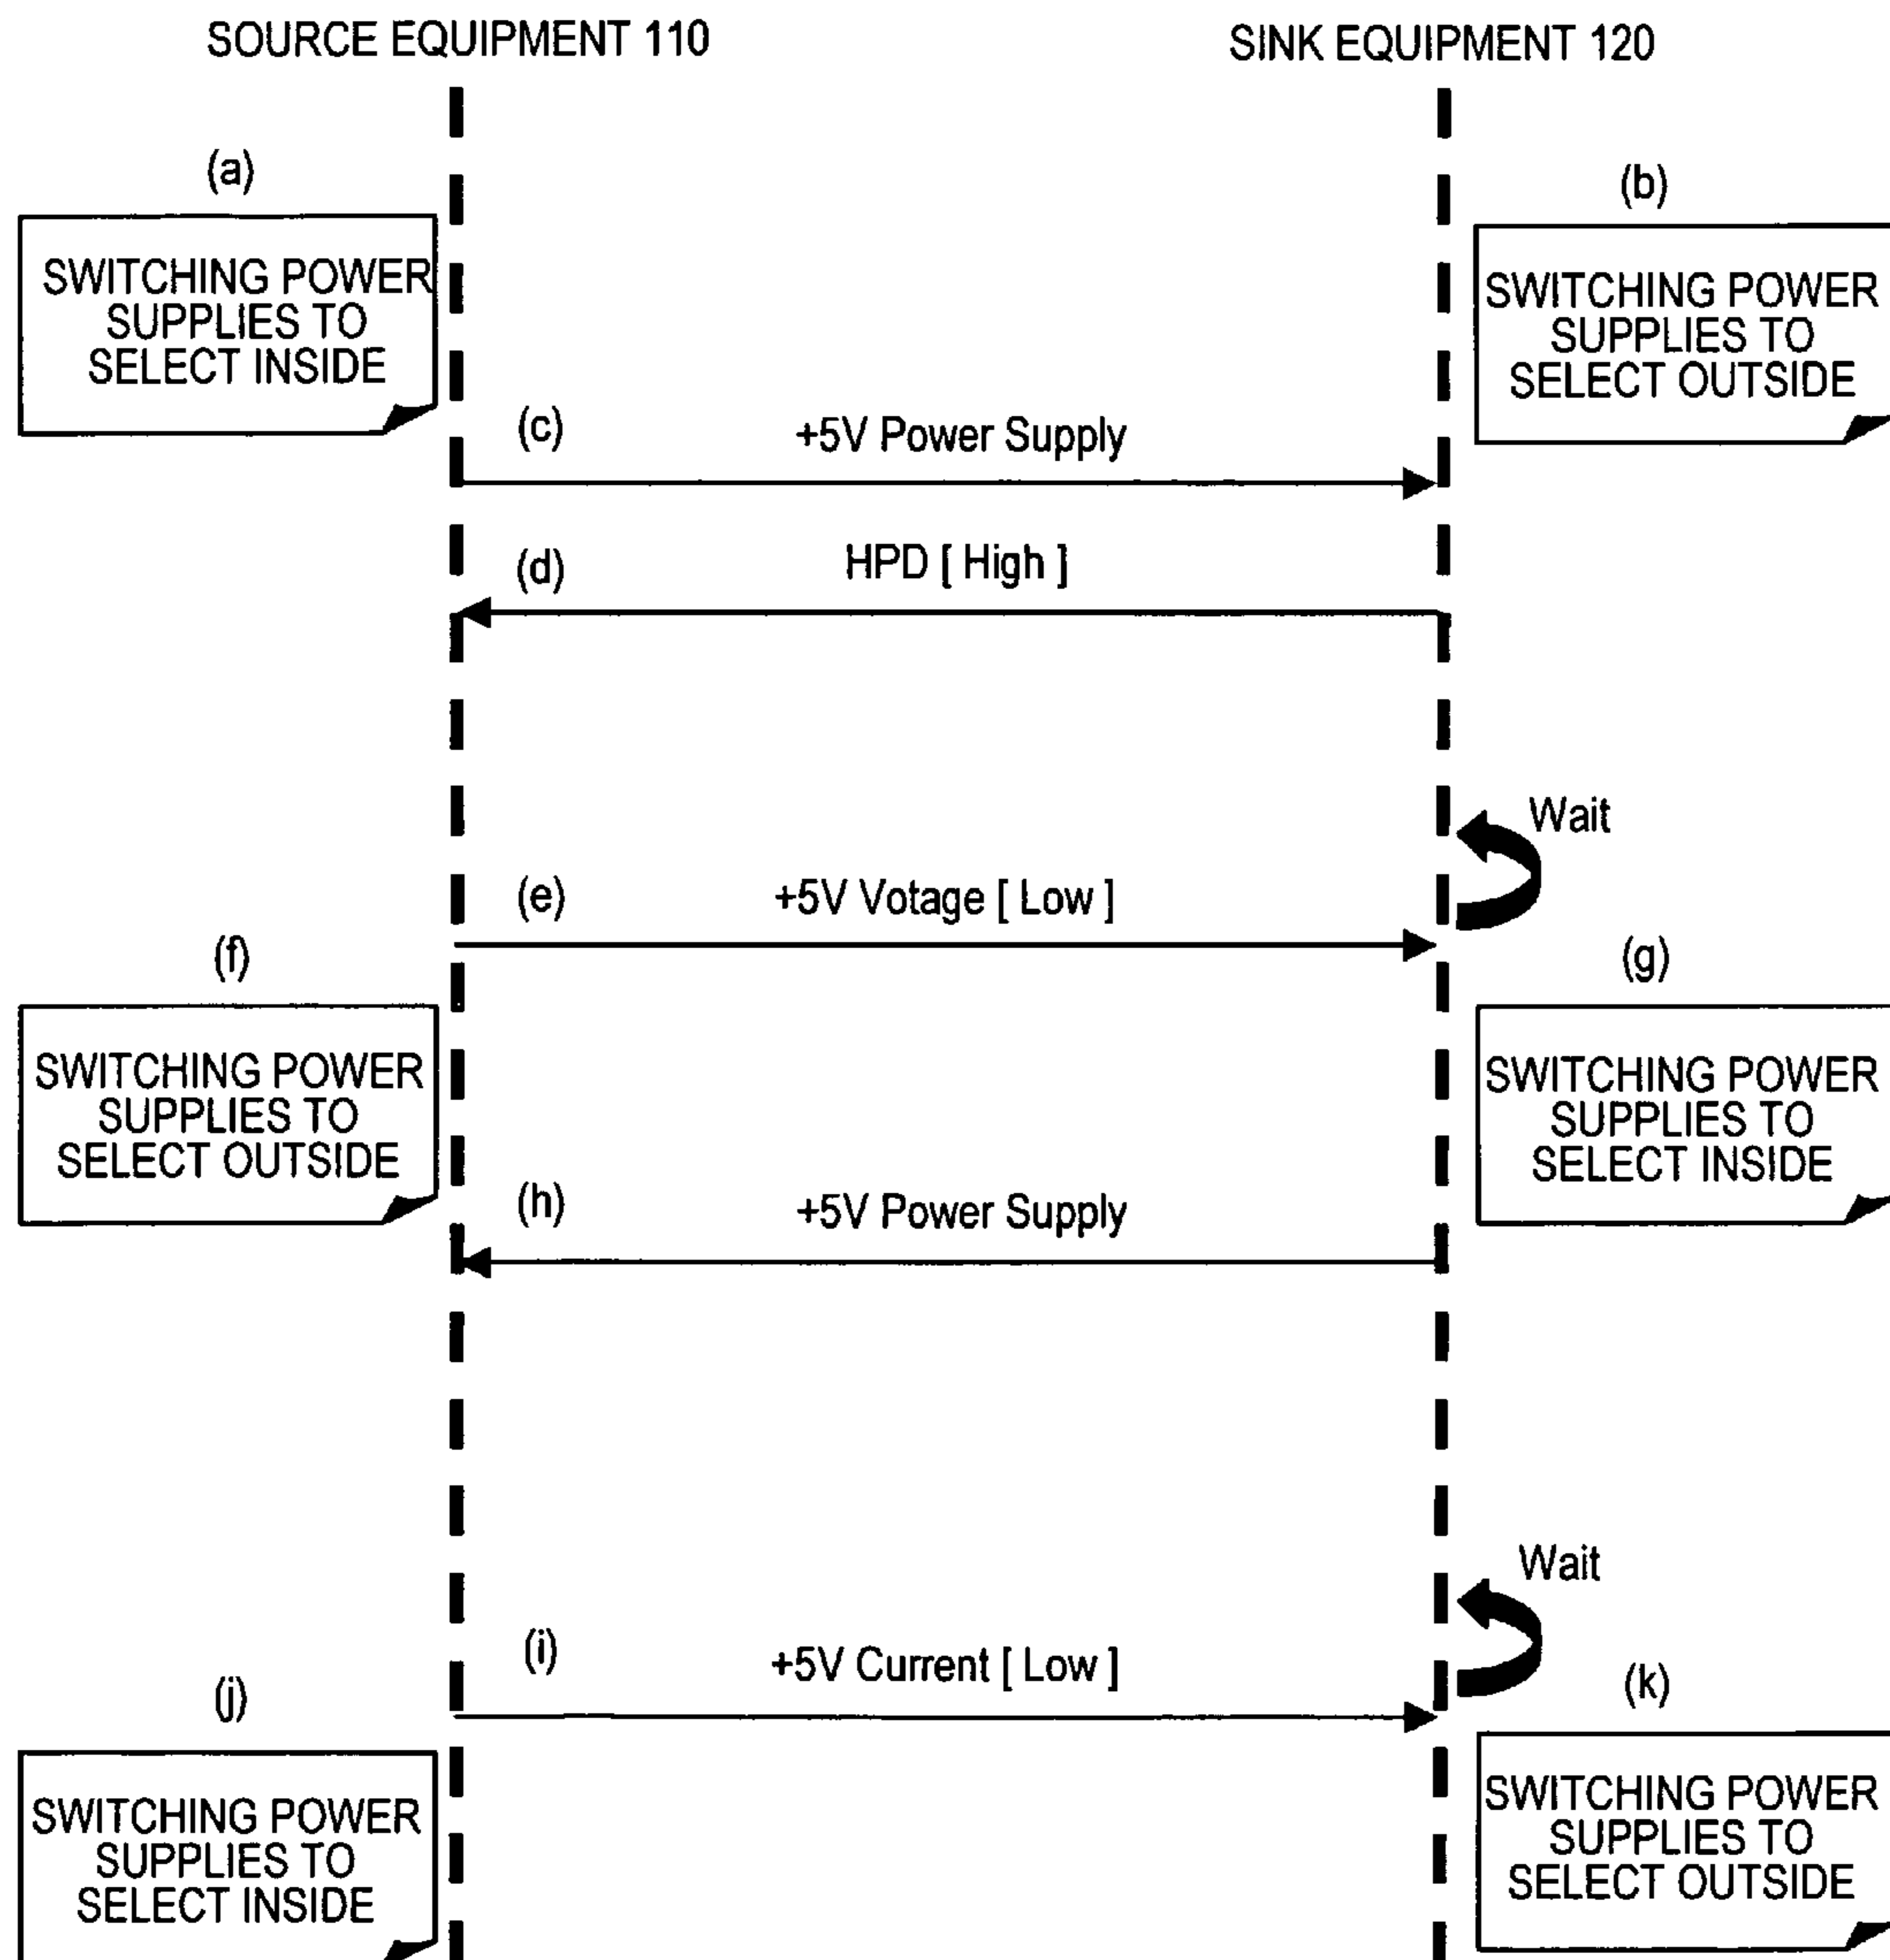 SOURCE EQUIPMENT 110
SINK EQUIPMENT 120
(a)
SWITCHING POWER
SUPPLIES TO
SELECT INSIDE
(b)
SWITCHING POWER
SUPPLIES TO
SELECT OUTSIDE
(c)
+5V Power Supply
(d)
HPD [ High ]
Wait
(e)
+5V Votage [ Low ]
(f)
SWITCHING POWER
SUPPLIES TO
SELECT OUTSIDE
(g)
SWITCHING POWER
SUPPLIES TO
SELECT INSIDE
(h)
+5V Power Supply
Wait
(i)
+5V Current [ Low ]
(j)
SWITCHING POWER
SUPPLIES TO
SELECT INSIDE
(k)
SWITCHING POWER
SUPPLIES TO
SELECT OUTSIDE